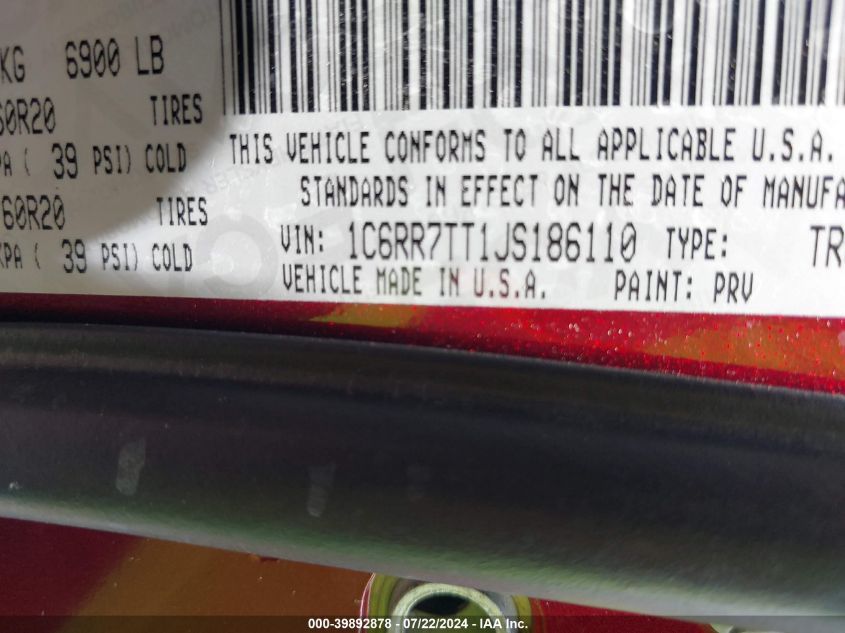 KG 6900 LB
60R20 TIRES
PA ( 39 PSI) COLD
60R20 TIRES
KPA ( 39 PSI) COLD
THIS VEHICLE CONFORMS TO ALL APPLICABLE U.S.A.
STANDARDS IN EFFECT ON THE DATE OF MANUFA
VIN: 1C6RR7TT1JS186110 TYPE: TR
VEHICLE MADE IN U.S.A. PAINT: PRV
000-39892878 - 07/22/2024 - IAA Inc.